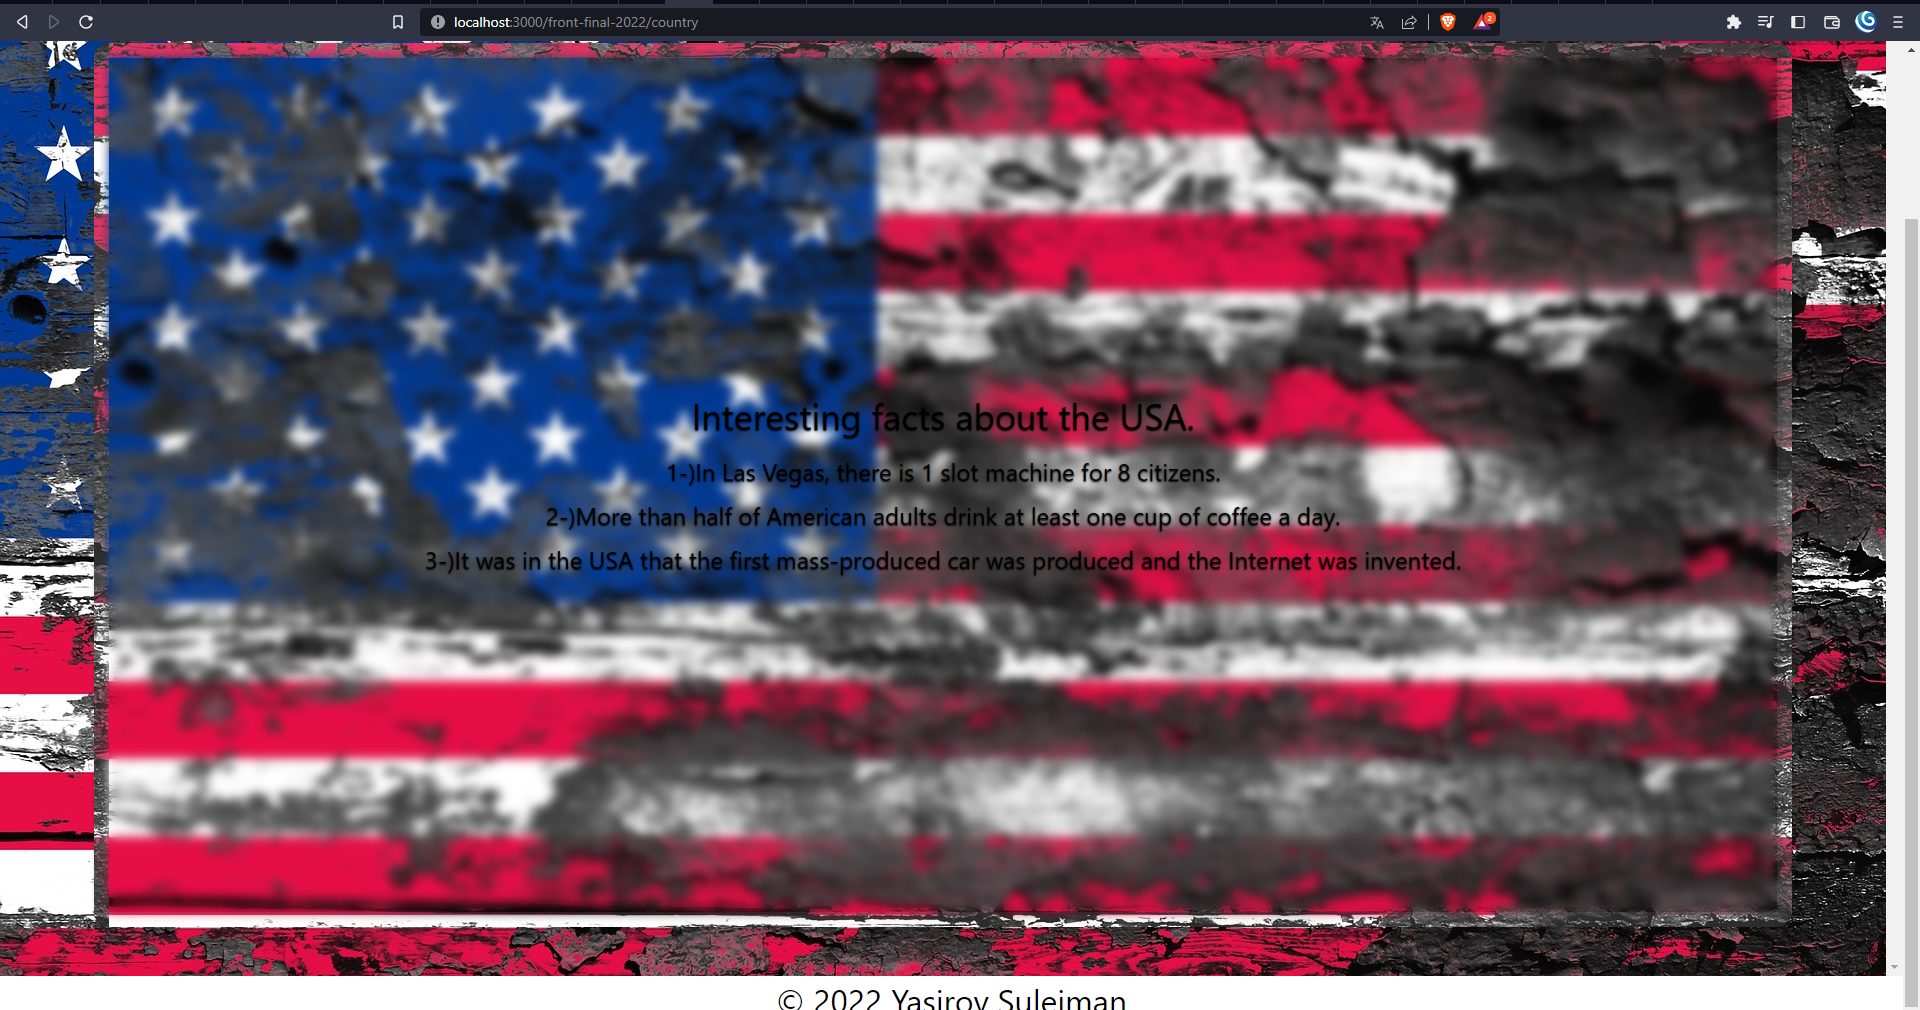 localhost:3000/front-final-2022/country
2
Interesting facts about the USA.
1-)In Las Vegas, there is 1 slot machine for 8 citizens.
2-)More than half of American adults drink at least one cup of coffee a day.
3-)It was in the USA that the first mass-produced car was produced and the Internet was invented.
© 2022 Yasirov Suleiman